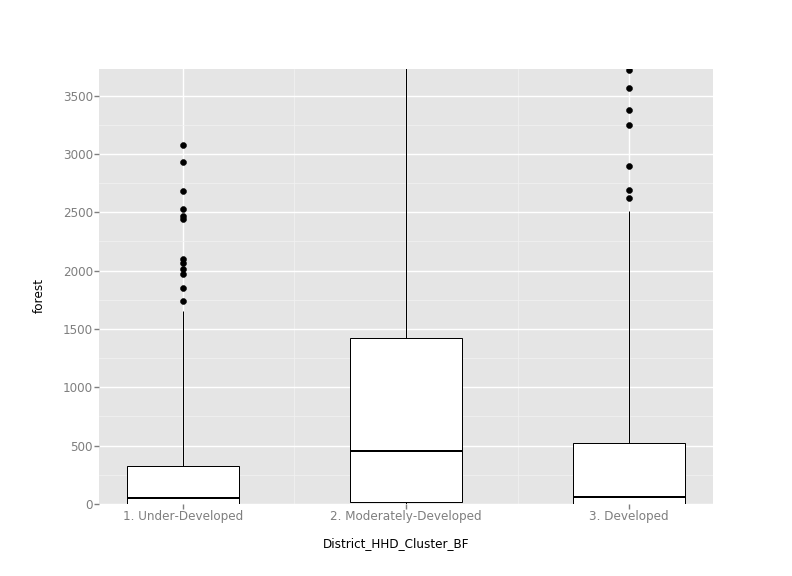 3500
3000
2500
2000
1500
1000
500
0
forest
1. Under-Developed 2. Moderately-Developed 3. Developed
District_HHD_Cluster_BF